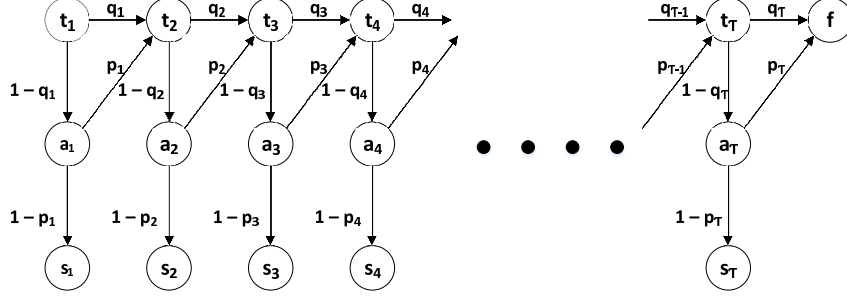 q₁ q₂ q₃ q₄ qT-1 qT
t₁ t₂ t₃ t₄ tT f
p₁ p₂ p₃ p₄ pT-1 pT
1 – q₁ 1 – q₂ 1 – q₃ 1 – q₄ 1 – qT
a₁ a₂ a₃ a₄ aT
1 – p₁ 1 – p₂ 1 – p₃ 1 – p₄ 1 – pT
s₁ s₂ s₃ s₄ sT